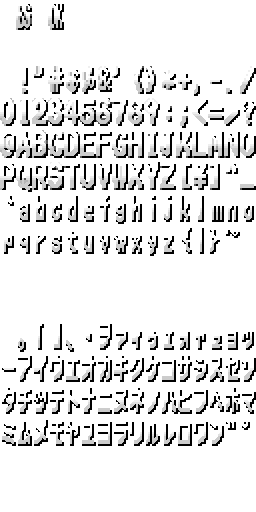 !"#$%&'()*+,-./
0123456789:;<=>?
@ABCDEFGHIJKLMNO
PQRSTUVWXYZ[¥]^_
`abcdefghijklmno
pqrstuvwxyz{|}~
。「」、・ヲァィゥェォャュョッ
ーアイウエオカキクケコサシスセソ
タチツテトナニヌネノハヒフヘホマ
ミムメモヤユヨラリルレロワン゛゜